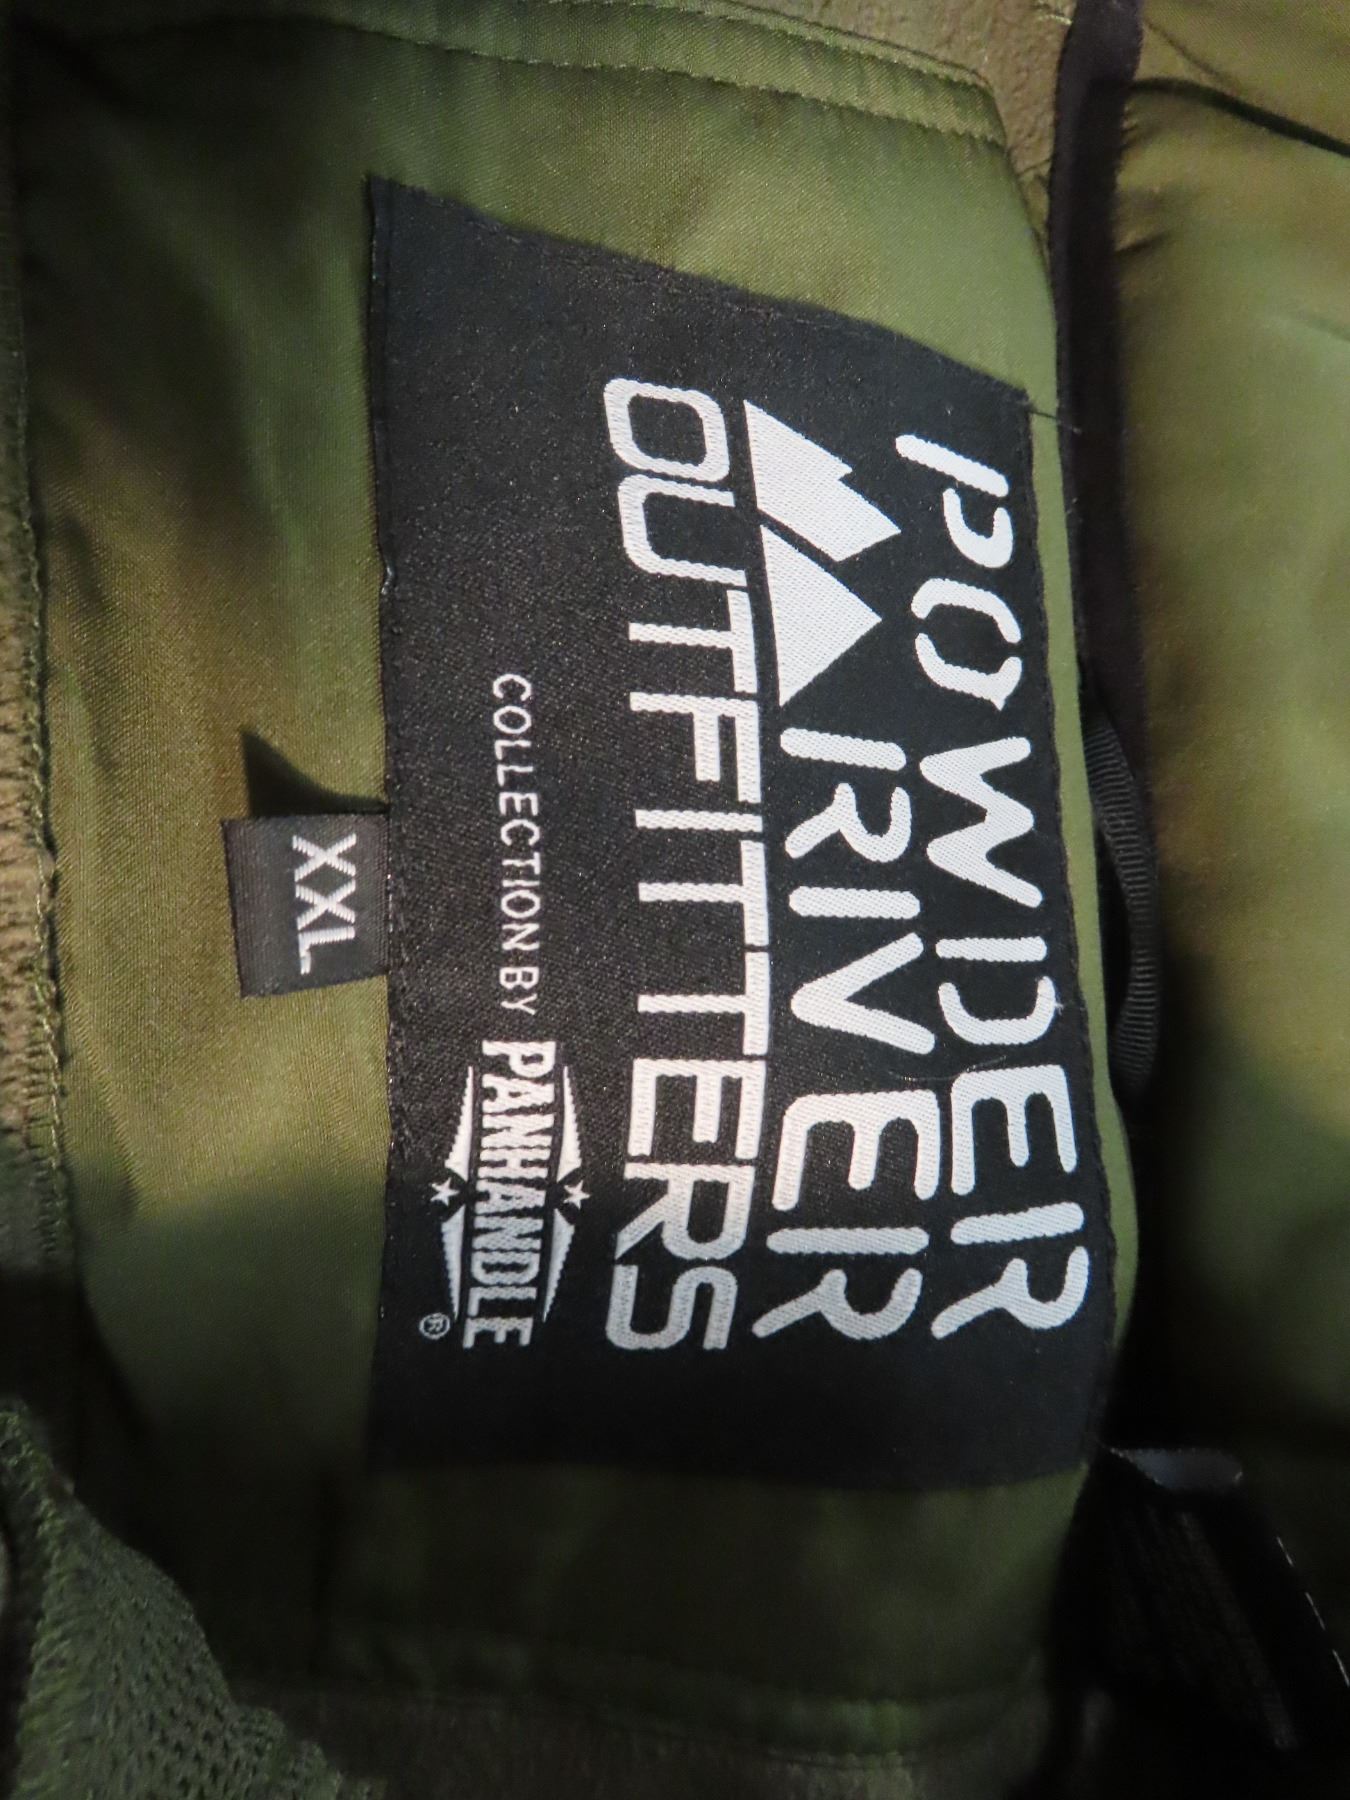 POWDER
RIVER
OUTFITTERS
COLLECTION BY PANHANDLE®
XXL